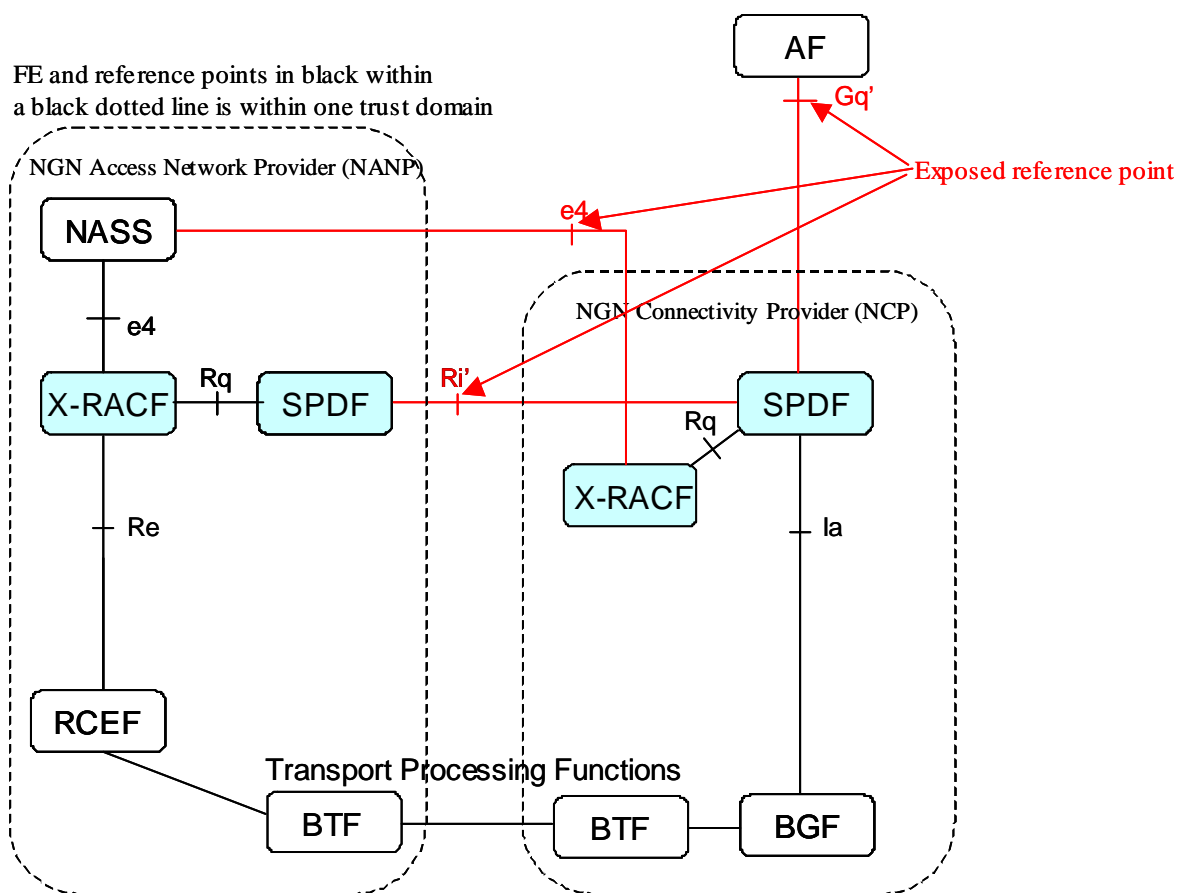 AF
FE and reference points in black within
a black dotted line is within one trust domain
Gq’
NGN Access Network Provider (NANP)
Exposed reference point
NASS
e4
NGN Connectivity Provider (NCP)
e4
X-RACF
Rq
SPDF
Ri’
SPDF
Rq
X-RACF
Re
Ia
RCEF
Transport Processing Functions
BTF
BTF
BGF